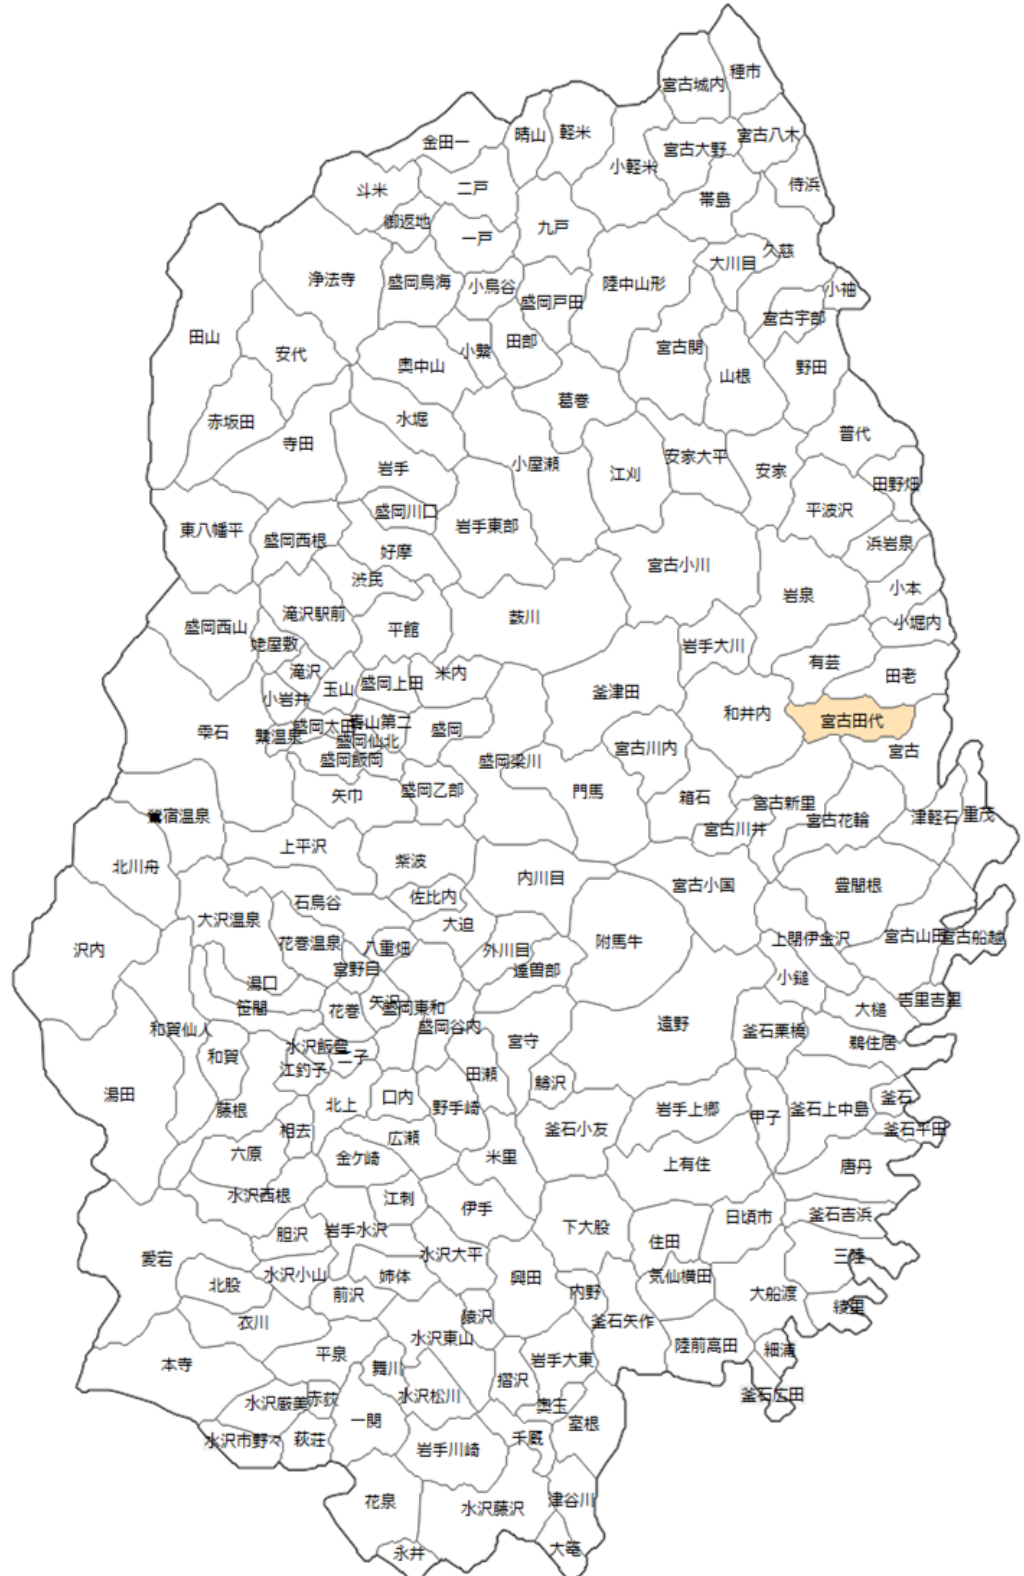 種市
宮古城内
金田一
晴山
軽米
宮古大野
宮古八木
小軽米
斗米
二戸
侍浜
帯島
御返地
一戸
九戸
久慈
大川目
浄法寺
盛岡鳥海
小鳥谷
盛岡戸田
陸中山形
小袖
宮古宇部
田山
安代
奥中山
小繋
田部
宮古関
山根
野田
葛巻
赤坂田
水堀
寺田
普代
岩手
小屋瀬
江刈
安家大平
安家
田野畑
盛岡川口
岩手東部
平波沢
東八幡平
盛岡西根
好摩
浜岩泉
宮古小川
渋民
岩泉
小本
滝沢駅前
薮川
盛岡西山
平館
小堀内
姥屋敷
岩手大川
有芸
滝沢
米内
田老
玉山
盛岡上田
釜津田
小岩井
和井内
宮古田代
雫石
盛岡太田
青山第二
盛岡
繋温泉
盛岡仙北
宮古川内
宮古
盛岡飯岡
盛岡梁川
矢巾
盛岡乙部
門馬
箱石
宮古新里
鶯宿温泉
宮古川井
宮古花輪
津軽石
重茂
上平沢
北川舟
紫波
内川目
宮古小国
豊間根
石鳥谷
佐比内
大沢温泉
大迫
沢内
花巻温泉
八重畑
外川目
附馬牛
上閉伊金沢
宮古山田
宮古船越
宮野目
達曽部
湯口
小鎚
笹間
花巻
矢沢
盛岡東和
大槌
吉里吉里
和賀仙人
盛岡谷内
遠野
釜石栗橋
宮守
鵜住居
和賀
水沢飯豊
二子
江釣子
田瀬
鱒沢
湯田
口内
釜石
藤根
北上
野手崎
岩手上郷
甲子
釜石上中島
相去
広瀬
釜石小友
釜石平田
六原
金ケ崎
米里
上有住
唐丹
水沢西根
江刺
伊手
日頃市
釜石吉浜
胆沢
岩手水沢
下大股
住田
愛宕
水沢大平
三陸
水沢小山
姉体
興田
気仙横田
北股
前沢
内野
大船渡
綾里
衣川
猿沢
釜石矢作
水沢東山
陸前高田
細浦
平泉
本寺
舞川
岩手大東
摺沢
水沢厳美
赤荻
水沢松川
釜石広田
奥玉
一関
室根
水沢市野々
萩荘
岩手川崎
千厩
花泉
水沢藤沢
津谷川
永井
大篭